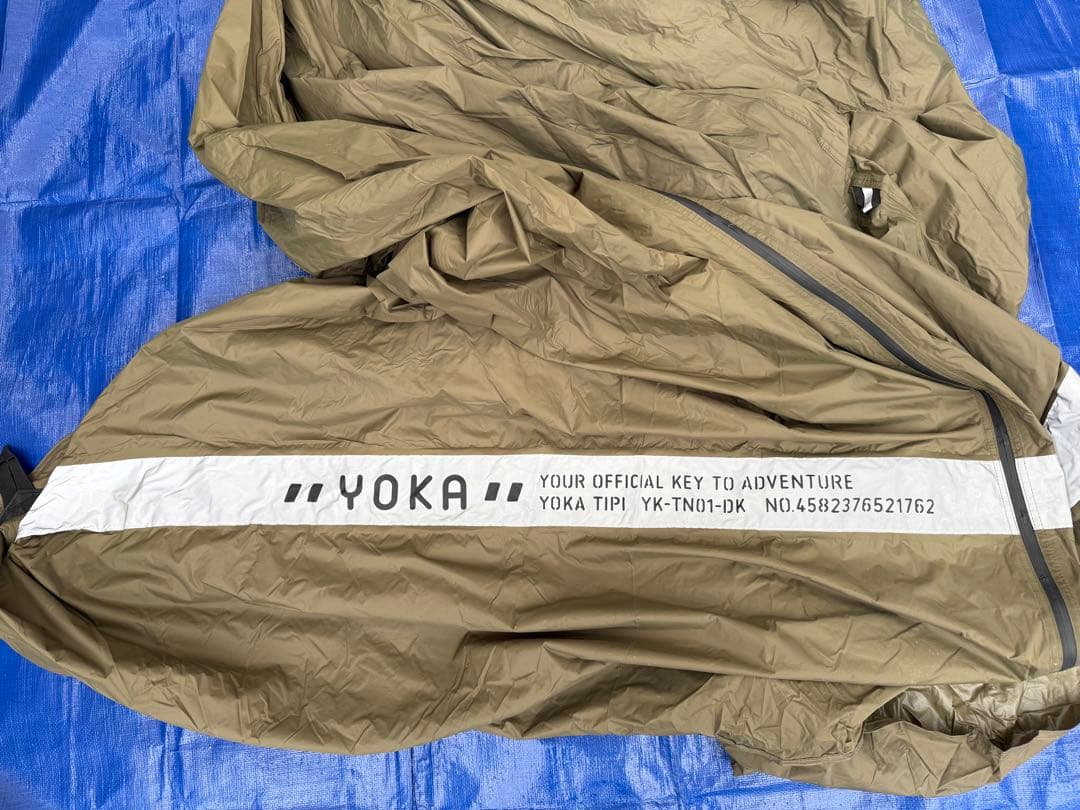 YOKA
YOUR OFFICIAL KEY TO ADVENTURE
YOKA TIPI YK-TN01-DK NO.4582376521762